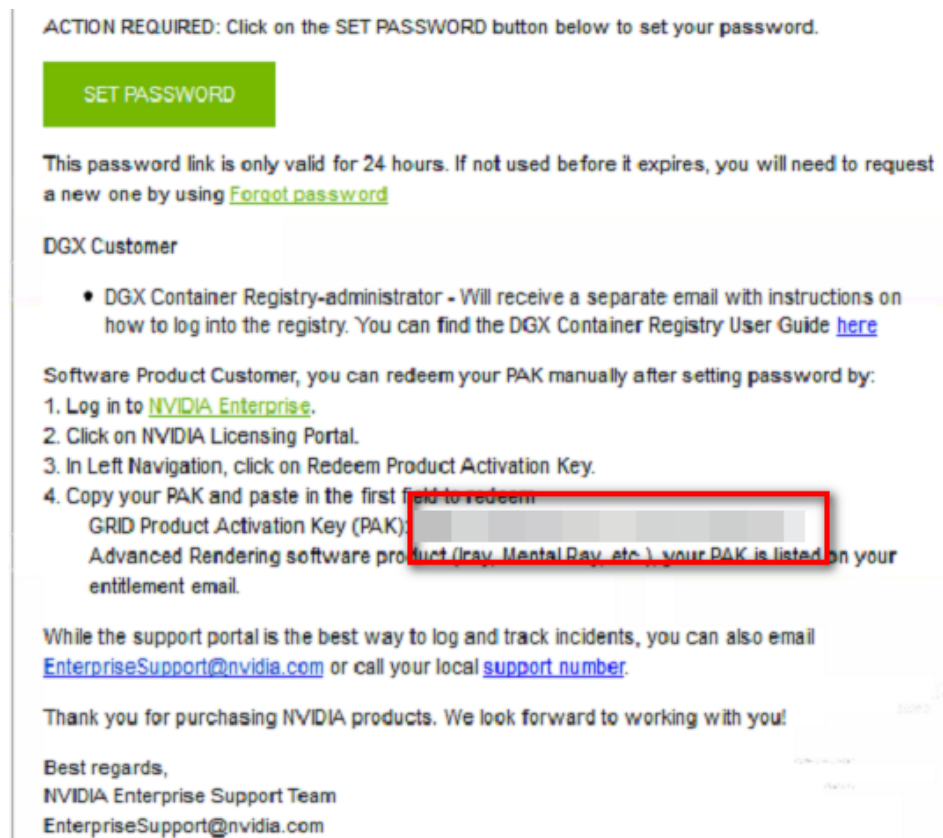 ACTION REQUIRED: Click on the SET PASSWORD button below to set your password.
SET PASSWORD
This password link is only valid for 24 hours. If not used before it expires, you will need to request
a new one by using Forgot password
DGX Customer
• DGX Container Registry-administrator - Will receive a separate email with instructions on
how to log into the registry. You can find the DGX Container Registry User Guide here
Software Product Customer, you can redeem your PAK manually after setting password by:
1. Log in to NVIDIA Enterprise.
2. Click on NVIDIA Licensing Portal.
3. In Left Navigation, click on Redeem Product Activation Key.
4. Copy your PAK and paste in the first field to redeem
GRID Product Activation Key (PAK):
Advanced Rendering software product (Iray, Mental Ray, etc.), your PAK is listed on your
entitlement email.
While the support portal is the best way to log and track incidents, you can also email
EnterpriseSupport@nvidia.com or call your local support number.
Thank you for purchasing NVIDIA products. We look forward to working with you!
Best regards,
NVIDIA Enterprise Support Team
EnterpriseSupport@nvidia.com